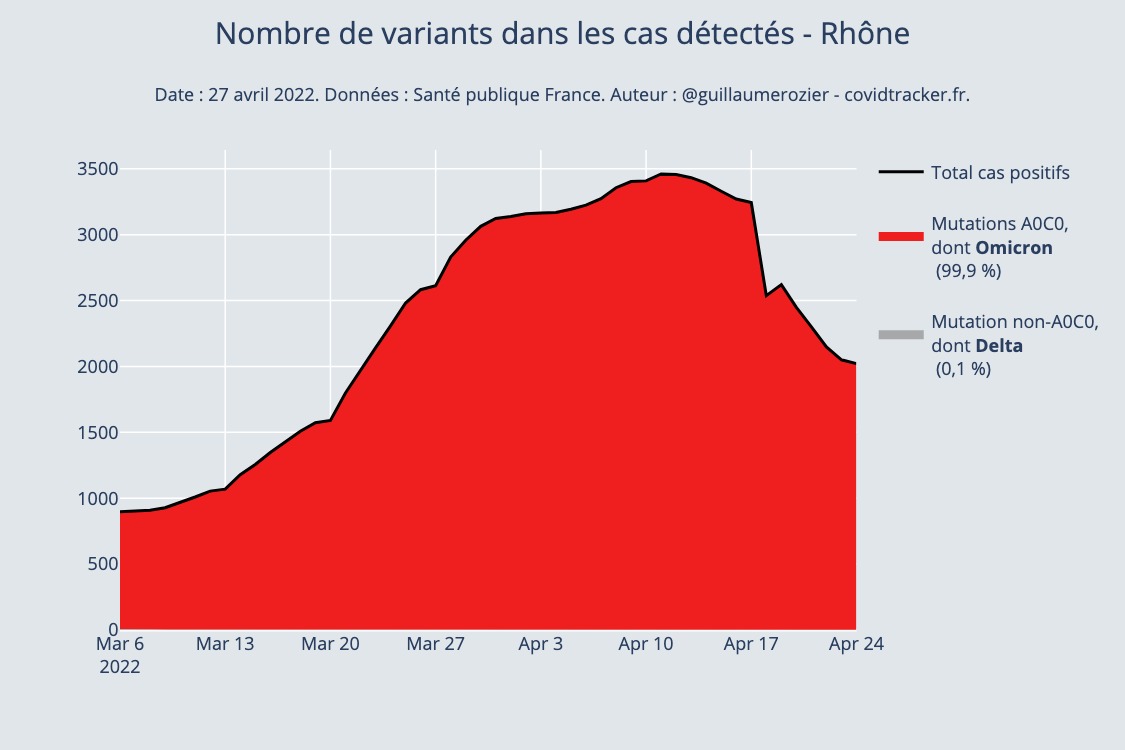 Nombre de variants dans les cas détectés - Rhône
Date : 27 avril 2022. Données : Santé publique France. Auteur : @guillaumerozier - covidtracker.fr.
3500
3000
2500
2000
1500
1000
500
0
Mar 6
2022
Mar 13
Mar 20
Mar 27
Apr 3
Apr 10
Apr 17
Apr 24
Total cas positifs
Mutations A0C0,
dont Omicron
(99,9 %)
Mutation non-A0C0,
dont Delta
(0,1 %)